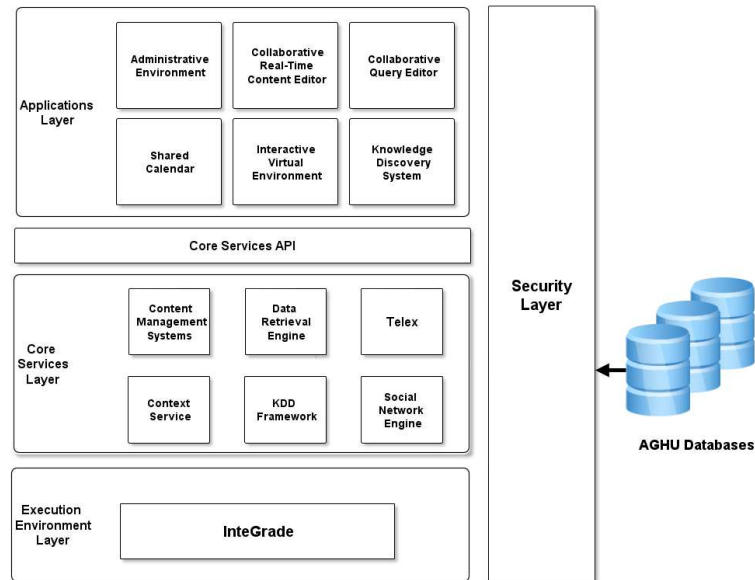 Applications
Layer
Administrative
Environment
Collaborative
Real-Time
Content Editor
Collaborative
Query Editor
Shared
Calendar
Interactive
Virtual
Environment
Knowledge
Discovery
System
Core Services API
Core
Services
Layer
Content
Management
Systems
Data
Retrieval
Engine
Telex
Context
Service
KDD
Framework
Social
Network
Engine
Execution
Environment
Layer
InteGrade
Security
Layer
AGHU Databases